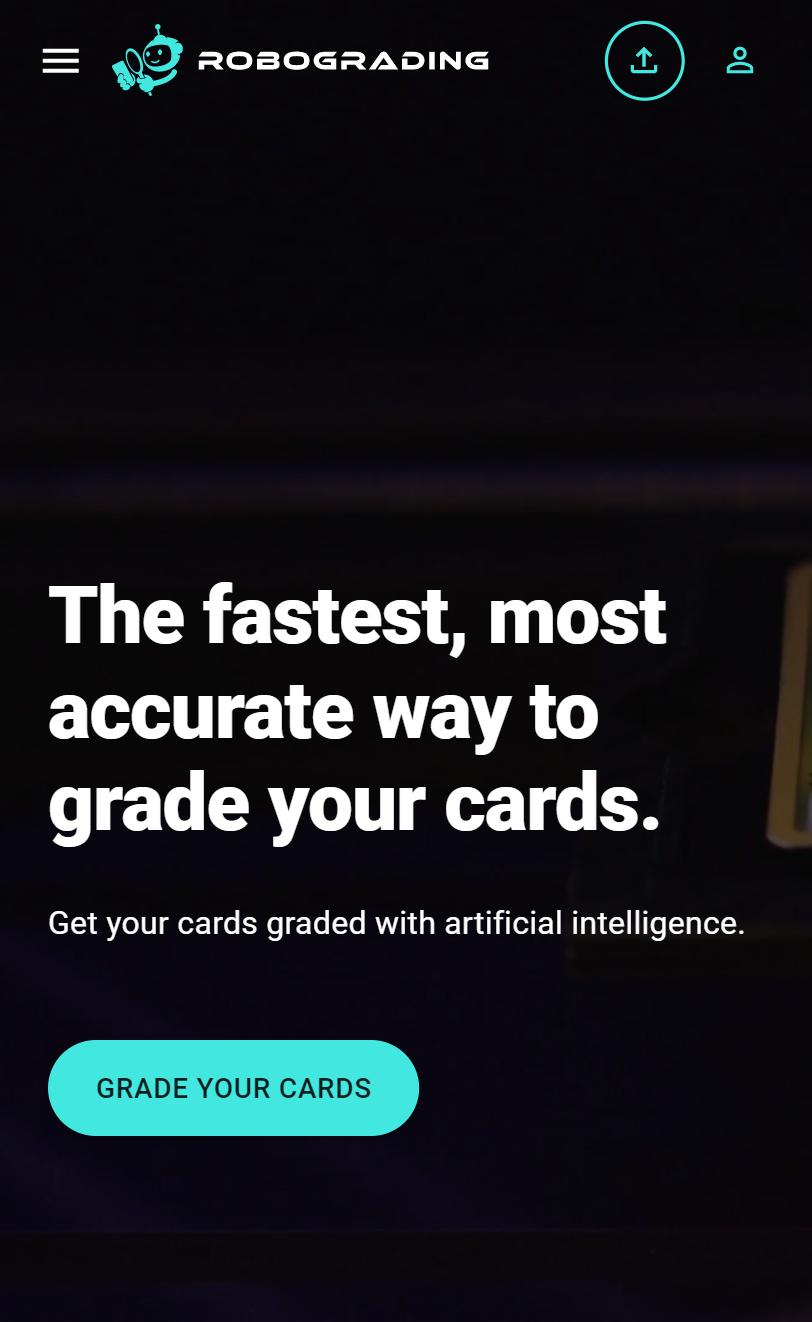 ROBOGRADING
The fastest, most
accurate way to
grade your cards.
Get your cards graded with artificial intelligence.
GRADE YOUR CARDS